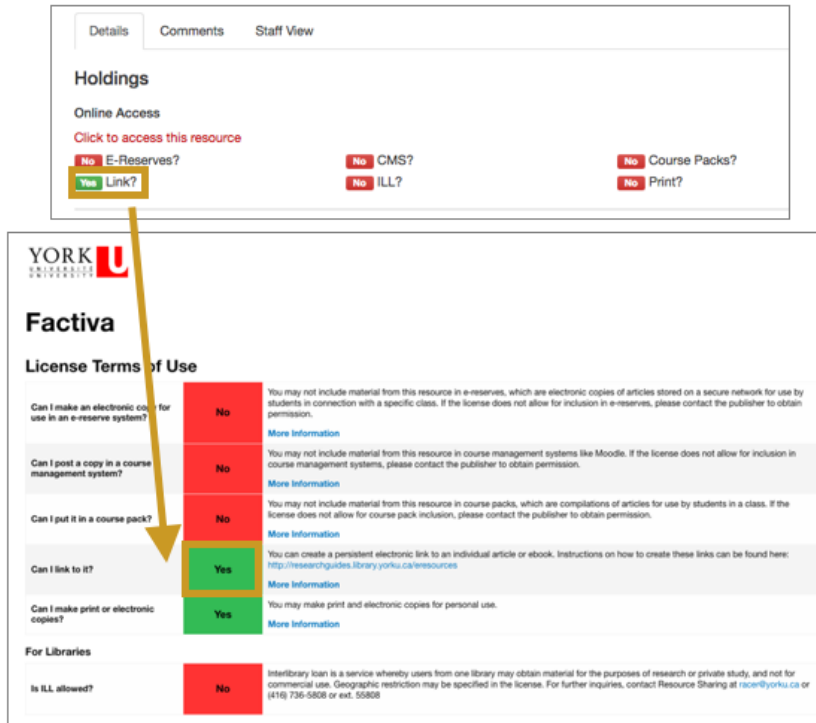 Details Comments Staff View
Holdings
Online Access
Click to access this resource
No E-Reserves? No CMS? No Course Packs?
Yes Link? No ILL? No Print?
YORK U
UNIVERSITÉ
UNIVERSITY
Factiva
License Terms of Use
Can I make an electronic copy for
use in an e-reserve system?
No
You may not include material from this resource in e-reserves, which are electronic copies of articles stored on a secure network for use by
students in connection with a specific class. If the license does not allow for inclusion in e-reserves, please contact the publisher to obtain
permission.
More Information
Can I post a copy in a course
management system?
No
You may not include material from this resource in course management systems like Moodle. If the license does not allow for inclusion in
course management systems, please contact the publisher to obtain permission.
More Information
Can I put it in a course pack?
No
You may not include material from this resource in course packs, which are compilations of articles for use by students in a class. If the
license does not allow for course pack inclusion, please contact the publisher to obtain permission.
More Information
Can I link to it?
Yes
You can create a persistent electronic link to an individual article or ebook. Instructions on how to create these links can be found here:
http://researchguides.library.yorku.ca/eresources
More Information
Can I make print or electronic
copies?
Yes
You may make print and electronic copies for personal use.
More Information
For Libraries
Is ILL allowed?
No
Interlibrary loan is a service whereby users from one library may obtain material for the purposes of research or private study, and not for
commercial use. Geographic restriction may be specified in the license. For further inquiries, contact Resource Sharing at racer@yorku.ca or
(416) 736-5808 or ext. 55808